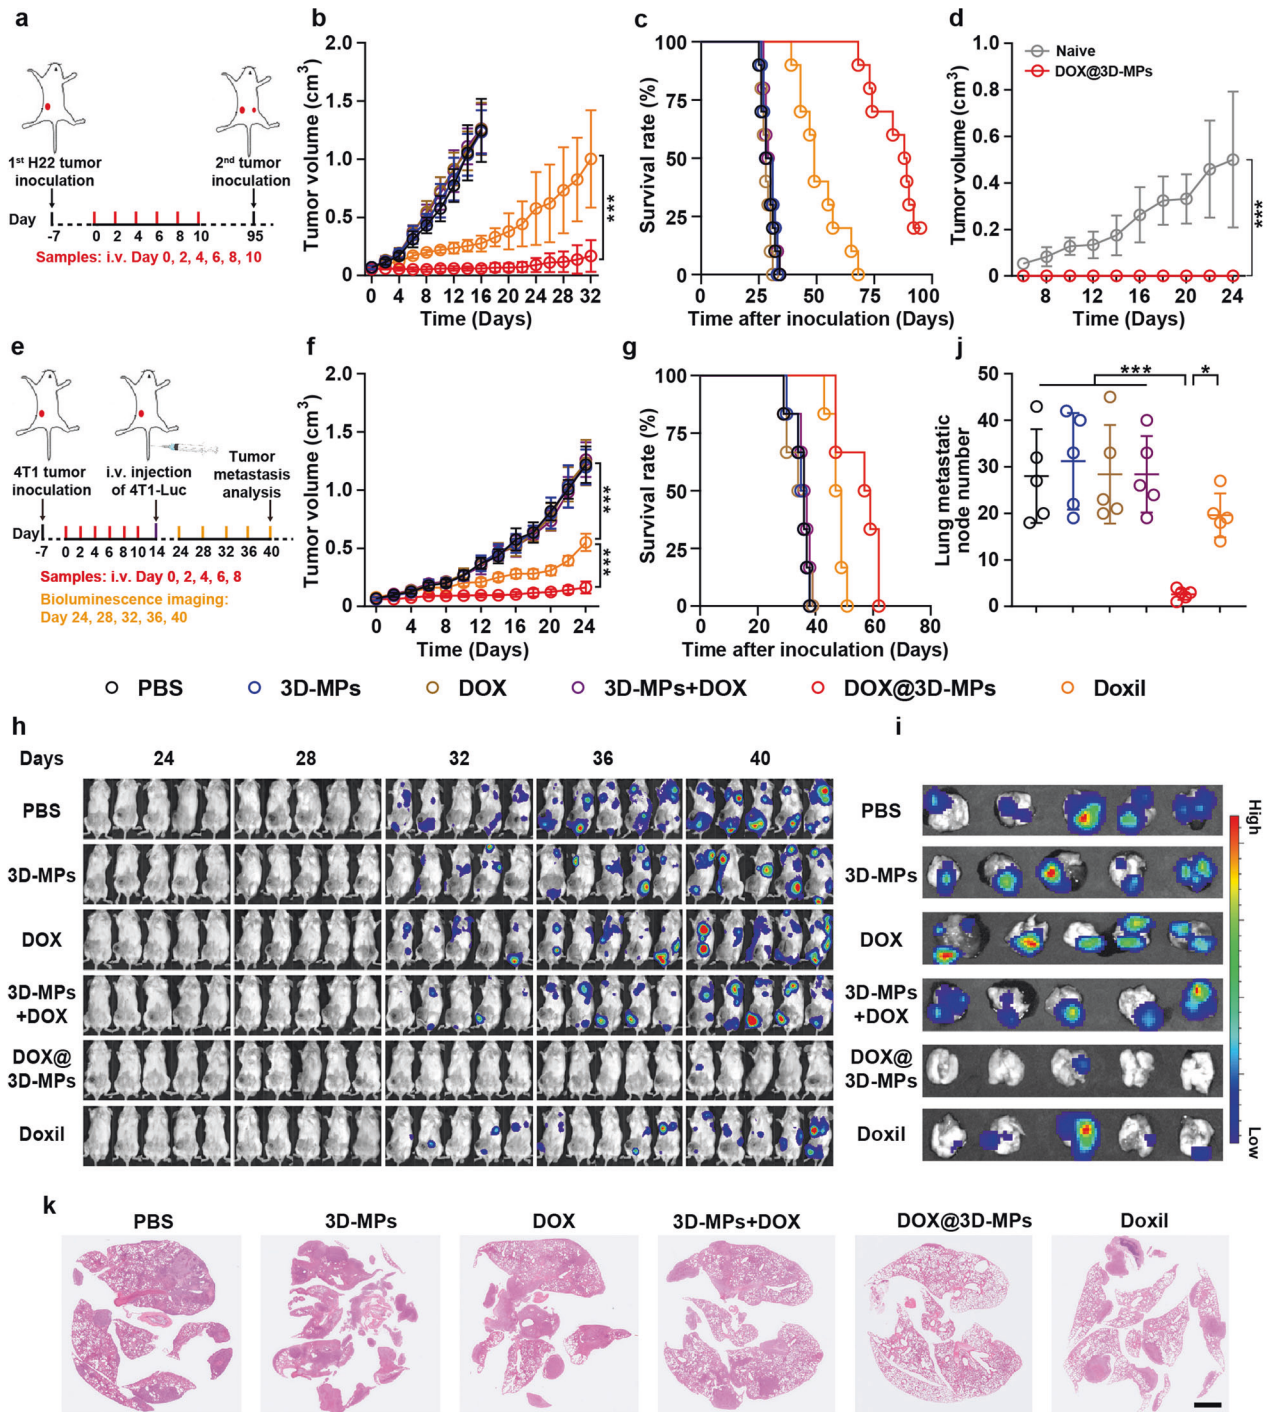 a
1st H22 tumor
inoculation
2nd tumor
inoculation
Day
-7 0 2 4 6 8 10 95
Samples: i.v. Day 0, 2, 4, 6, 8, 10
b
Tumor volume (cm3)
2.0
1.5
1.0
0.5
0
0 4 8 12 16 20 24 28 32
Time (Days)
***
c
Survival rate (%)
100
75
50
25
0
0 25 50 75 100
Time after inoculation (Days)
d
Tumor volume (cm3)
1.0
0.8
0.6
0.4
0.2
0
Naive
DOX@3D-MPs
8 12 16 20 24
Time (Days)
***
e
4T1 tumor
inoculation
i.v. injection
of 4T1-Luc
Tumor
metastasis
analysis
Day
-7 0 2 4 6 8 10 12 14 24 28 32 36 40
Samples: i.v. Day 0, 2, 4, 6, 8
Bioluminescence imaging:
Day 24, 28, 32, 36, 40
f
Tumor volume (cm3)
2.0
1.5
1.0
0.5
0
0 4 8 12 16 20 24
Time (Days)
***
***
g
Survival rate (%)
100
75
50
25
0
0 20 40 60 80
Time after inoculation (Days)
j
Lung metastatic
node number
50
40
30
20
10
0
***
*
PBS 3D-MPs DOX 3D-MPs+DOX DOX@3D-MPs Doxil
h
Days 24 28 32 36 40
PBS
3D-MPs
DOX
3D-MPs
+DOX
DOX@
3D-MPs
Doxil
i
PBS
3D-MPs
DOX
3D-MPs
+DOX
DOX@
3D-MPs
Doxil
High
Low
k
PBS 3D-MPs DOX 3D-MPs+DOX DOX@3D-MPs Doxil